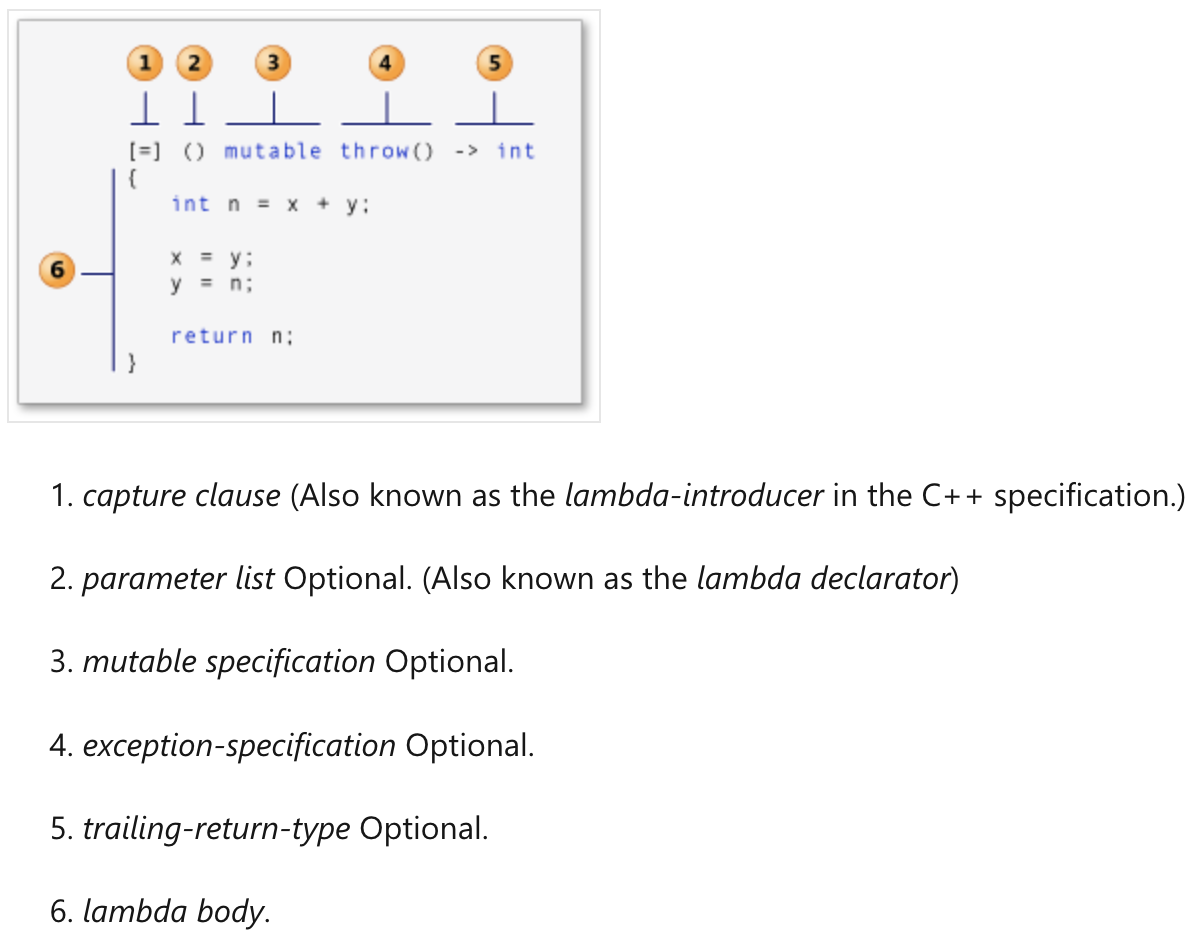 1 2 3 4 5
[=] () mutable throw() -> int
{
int n = x + y;
x = y;
6
y = n;
return n;
}
1. capture clause (Also known as the lambda-introducer in the C++ specification.)
2. parameter list Optional. (Also known as the lambda declarator)
3. mutable specification Optional.
4. exception-specification Optional.
5. trailing-return-type Optional.
6. lambda body.